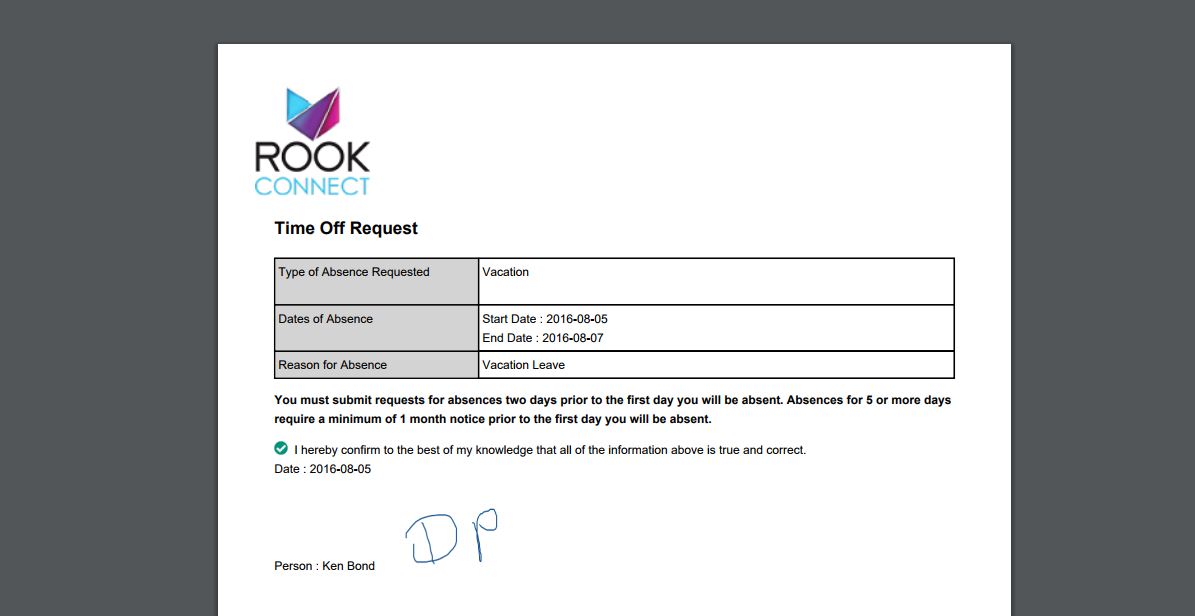 ROOK
CONNECT
Time Off Request
Type of Absence Requested Vacation
Dates of Absence Start Date : 2016-08-05
End Date : 2016-08-07
Reason for Absence Vacation Leave
You must submit requests for absences two days prior to the first day you will be absent. Absences for 5 or more days
require a minimum of 1 month notice prior to the first day you will be absent.
I hereby confirm to the best of my knowledge that all of the information above is true and correct.
Date : 2016-08-05
DP
Person : Ken Bond